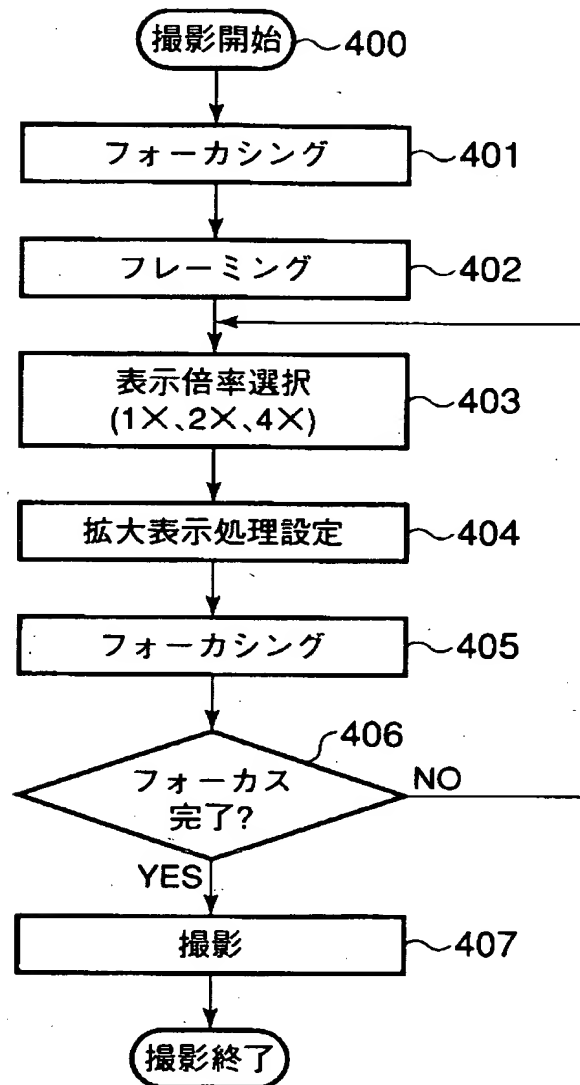 撮影開始
400
フォーカシング
401
フレーミング
402
表示倍率選択
(1×、2×、4×)
403
拡大表示処理設定
404
フォーカシング
405
406
フォーカス
完了?
NO
YES
撮影
407
撮影終了